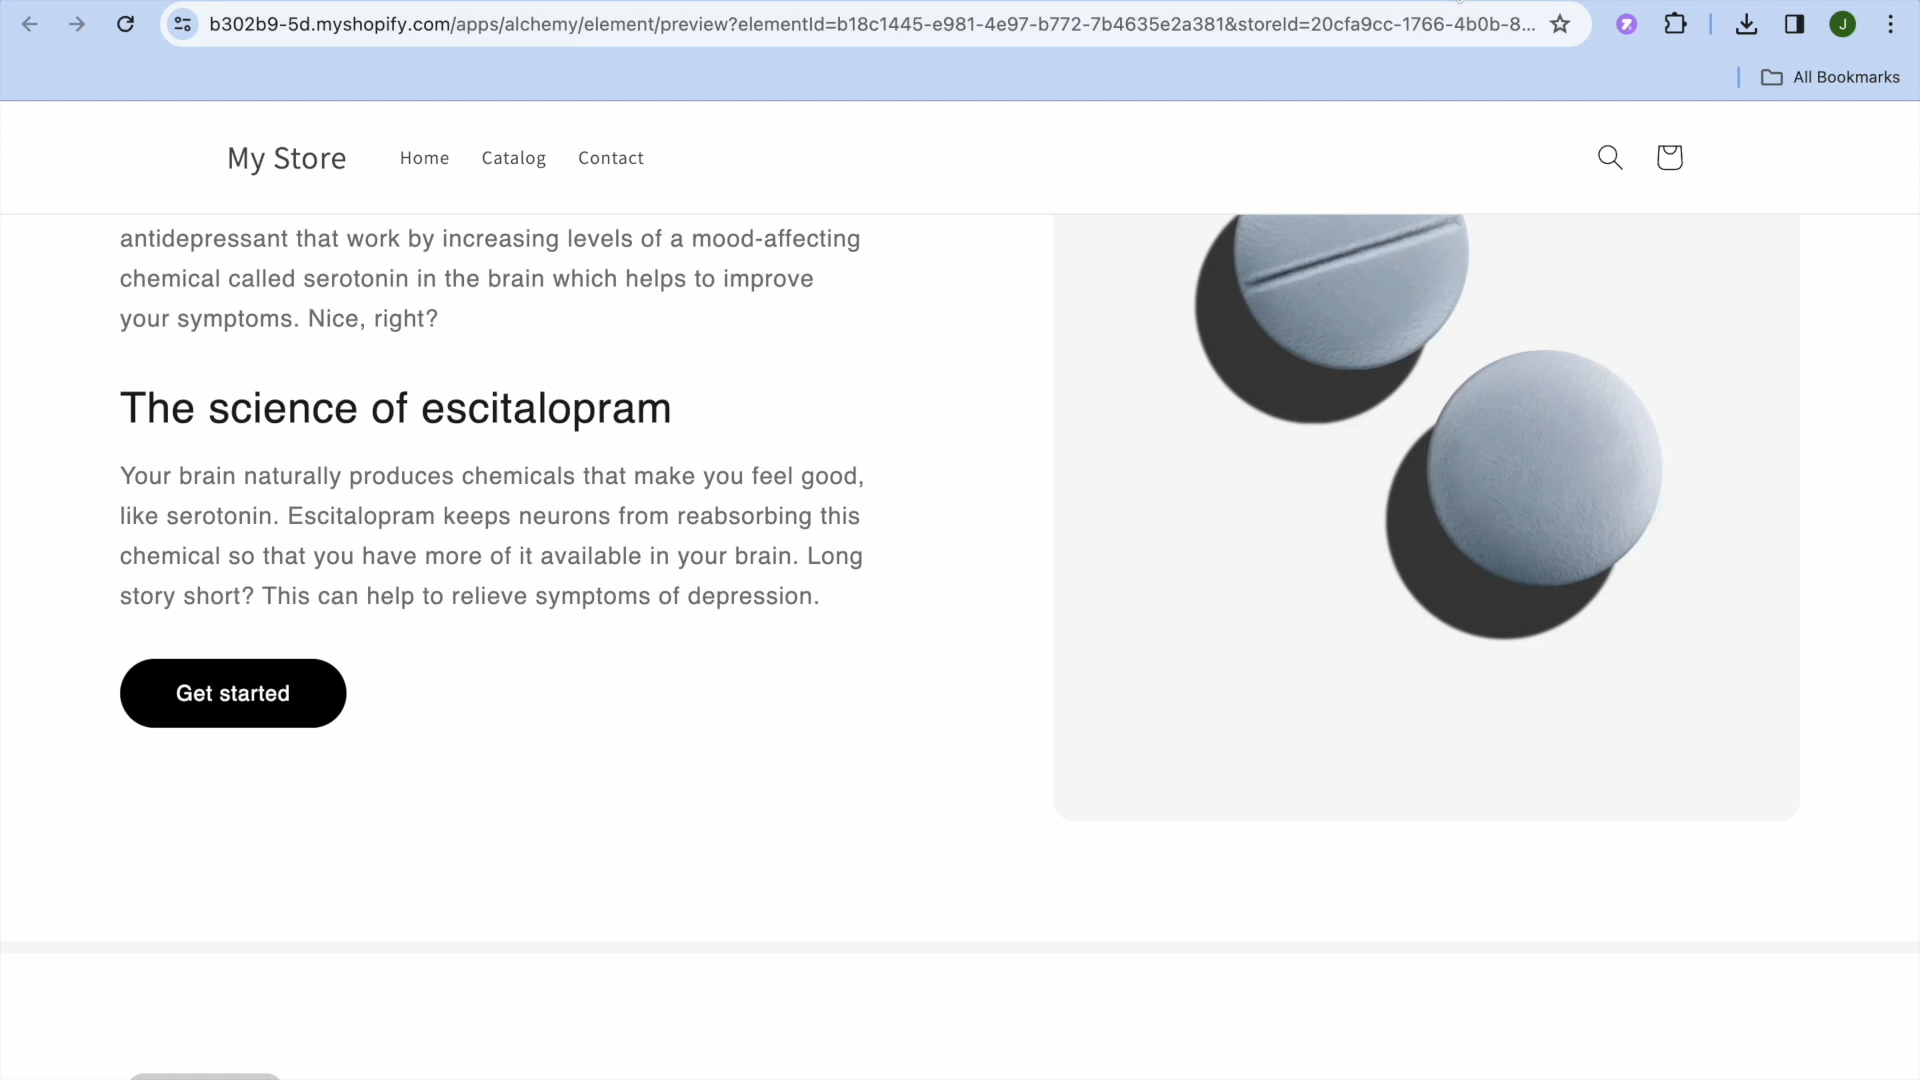 b302b9-5d.myshopify.com/apps/alchemy/element/preview?elementId=b18c1445-e981-4e97-b772-7b4635e2a381&storeId=20cfa9cc-1766-4b0b-8...
J
All Bookmarks
My Store
Home
Catalog
Contact
antidepressant that work by increasing levels of a mood-affecting
chemical called serotonin in the brain which helps to improve
your symptoms. Nice, right?
The science of escitalopram
Your brain naturally produces chemicals that make you feel good,
like serotonin. Escitalopram keeps neurons from reabsorbing this
chemical so that you have more of it available in your brain. Long
story short? This can help to relieve symptoms of depression.
Get started